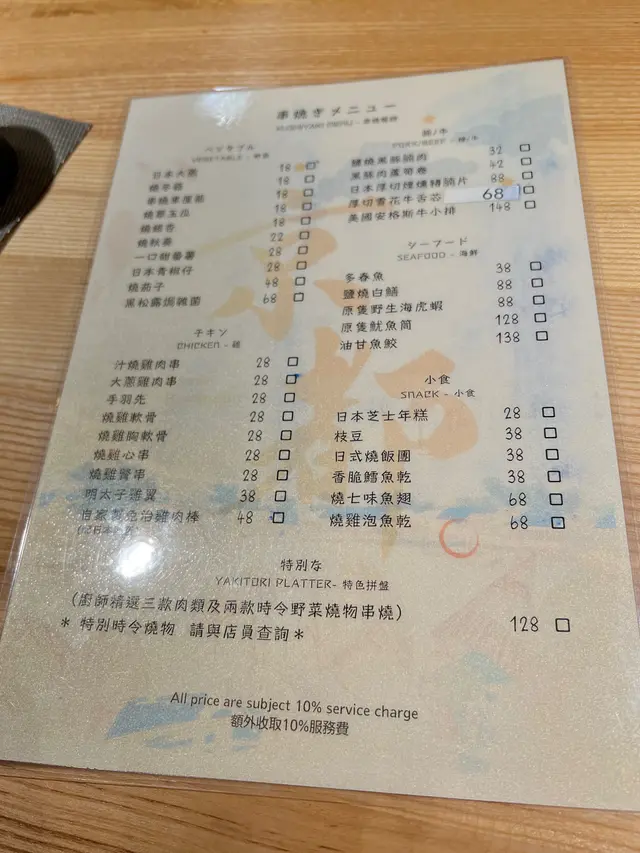 串焼きメニュー
KUSHIYAKI MENU - 串燒餐牌
ベジタブル
VEGETABLE - 野菜
日本大蔥 18
燒冬菇 18
串燒翠度節 18
燒粟米 18
燒翠玉瓜 18
燒秋葵 22
一口甜蕃薯 28
日本青椒仔 28
燒茄子 48
黑松露焗雜菌 68
チキン
CHICKEN - 雞
汁燒雞肉串 28
大蔥雞肉串 28
手羽先 28
燒雞軟骨 28
燒雞胸軟骨 28
燒雞心串 28
燒雞腎串 28
明太子雞翼 38
自家製免治雞肉棒 48
豚/牛
PORK/BEEF - 豚/牛
鹽燒黑豚腩肉 32
黑豚肉蘆筍卷 42
日本厚切煙燻豬腩片 88
厚切雪花牛舌芯 68
美國安格斯牛小排 148
シーフード
SEAFOOD - 海鮮
多春魚 38
鹽燒白鱔 88
原隻野生海虎蝦 88
原隻魷魚筒 128
油甘魚鮫 138
小食
SNACK - 小食
日本芝士年糕 28
枝豆 38
日式燒飯團 38
香脆鱈魚乾 38
燒七味魚翅 68
燒雞泡魚乾 68
京都
特別な
YAKITORI PLATTER- 特色拼盤
(廚師精選三款肉類及兩款時令野菜燒物串燒) 128
* 特別時令燒物 請與店員查詢*
All price are subject 10% service charge
額外收取10%服務費